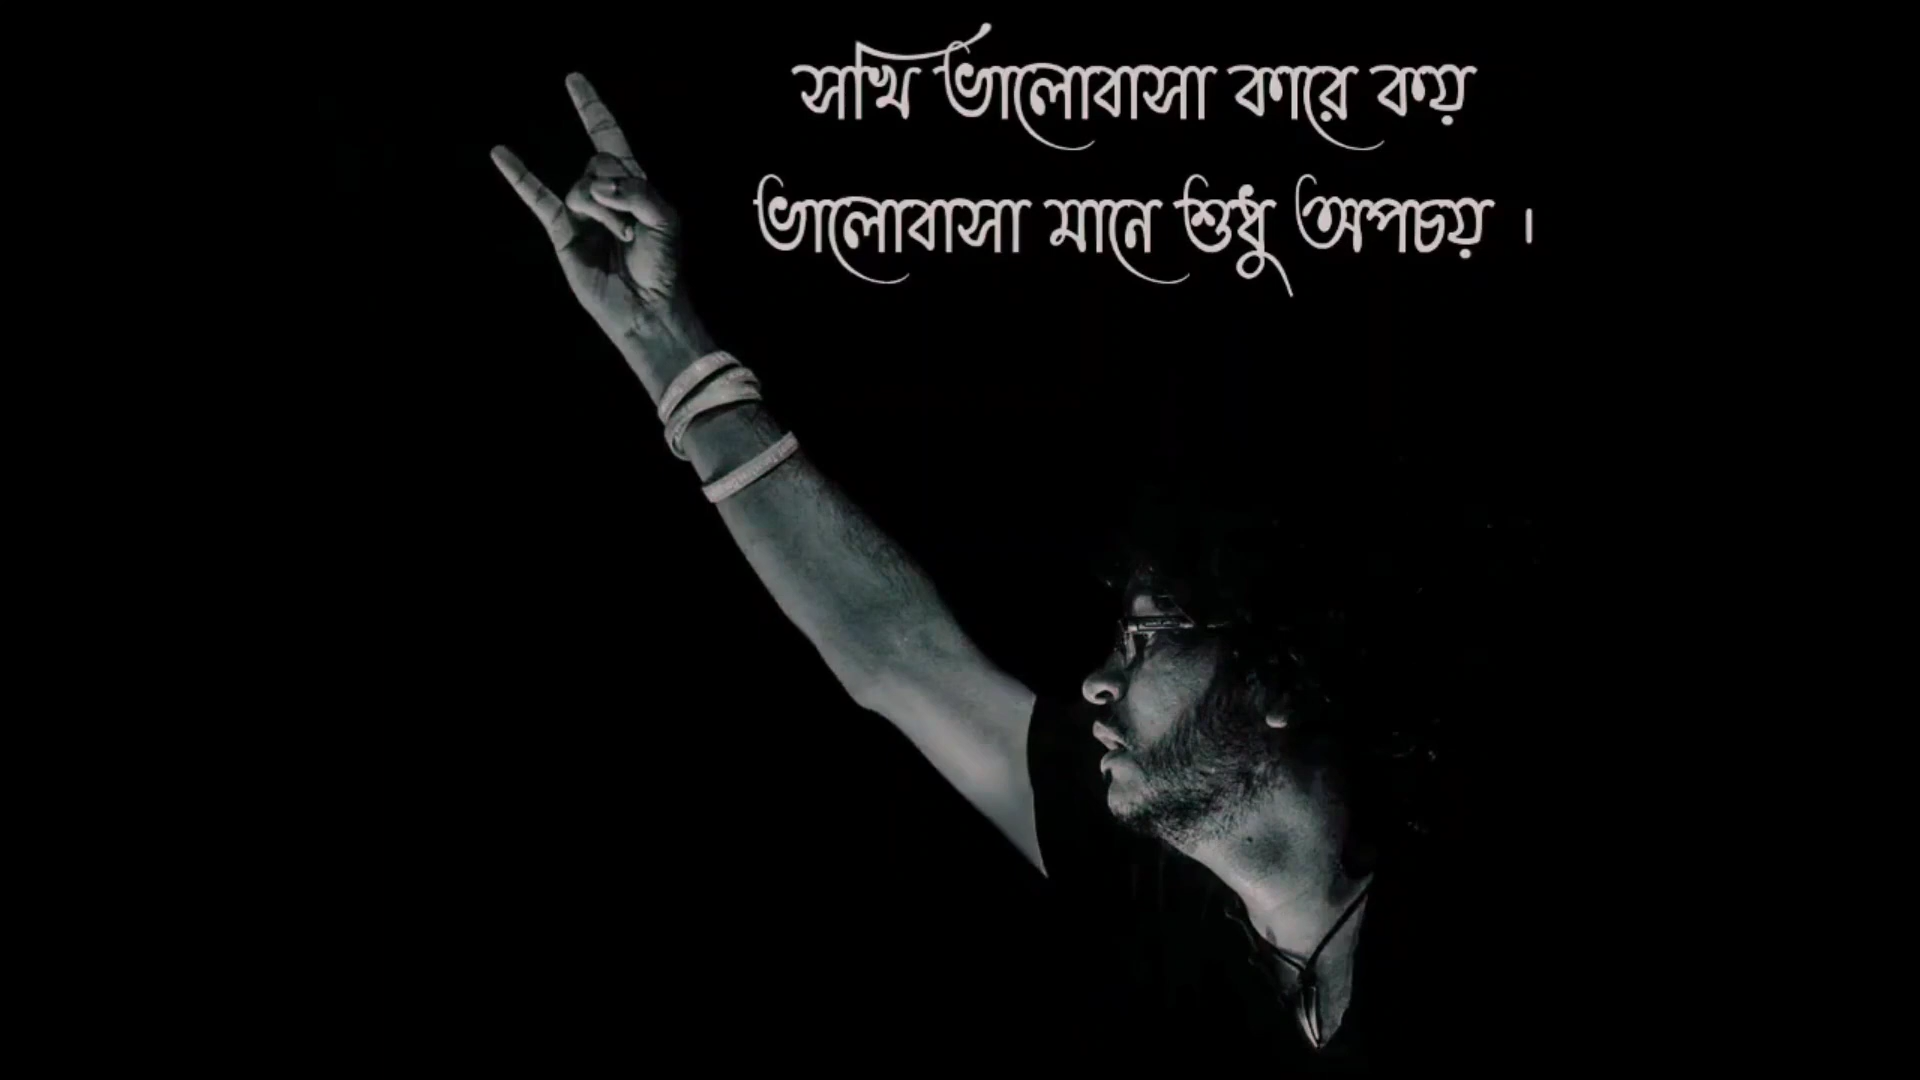 সখি ভালোবাসা কারে কয়
ভালোবাসা মানে শুধু অপচয় ।